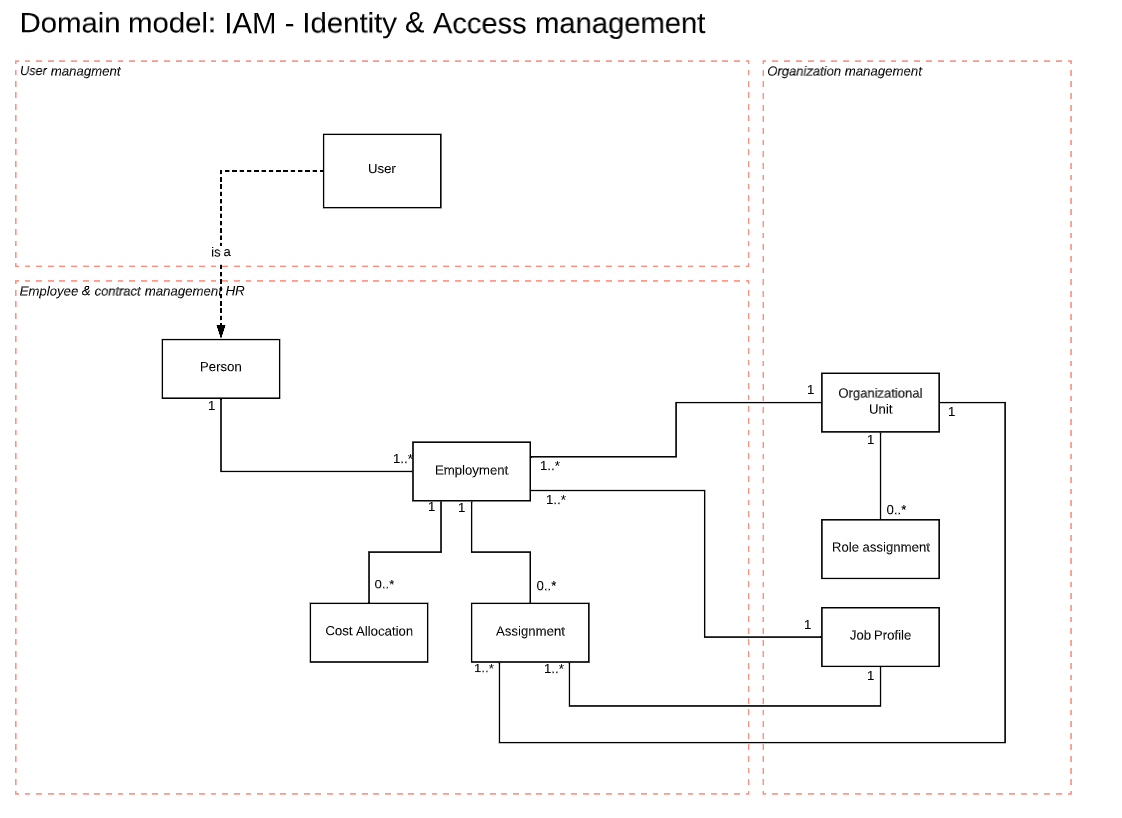 Domain model: IAM - Identity & Access management
User managment
Organization management
User
is a
Employee & contract management HR
Person
1
1
Organizational
Unit
1
1
1..*
Employment
1..*
1..*
1
1
0..*
Role assignment
0..*
0..*
Cost Allocation
Assignment
1
Job Profile
1..*
1..*
1